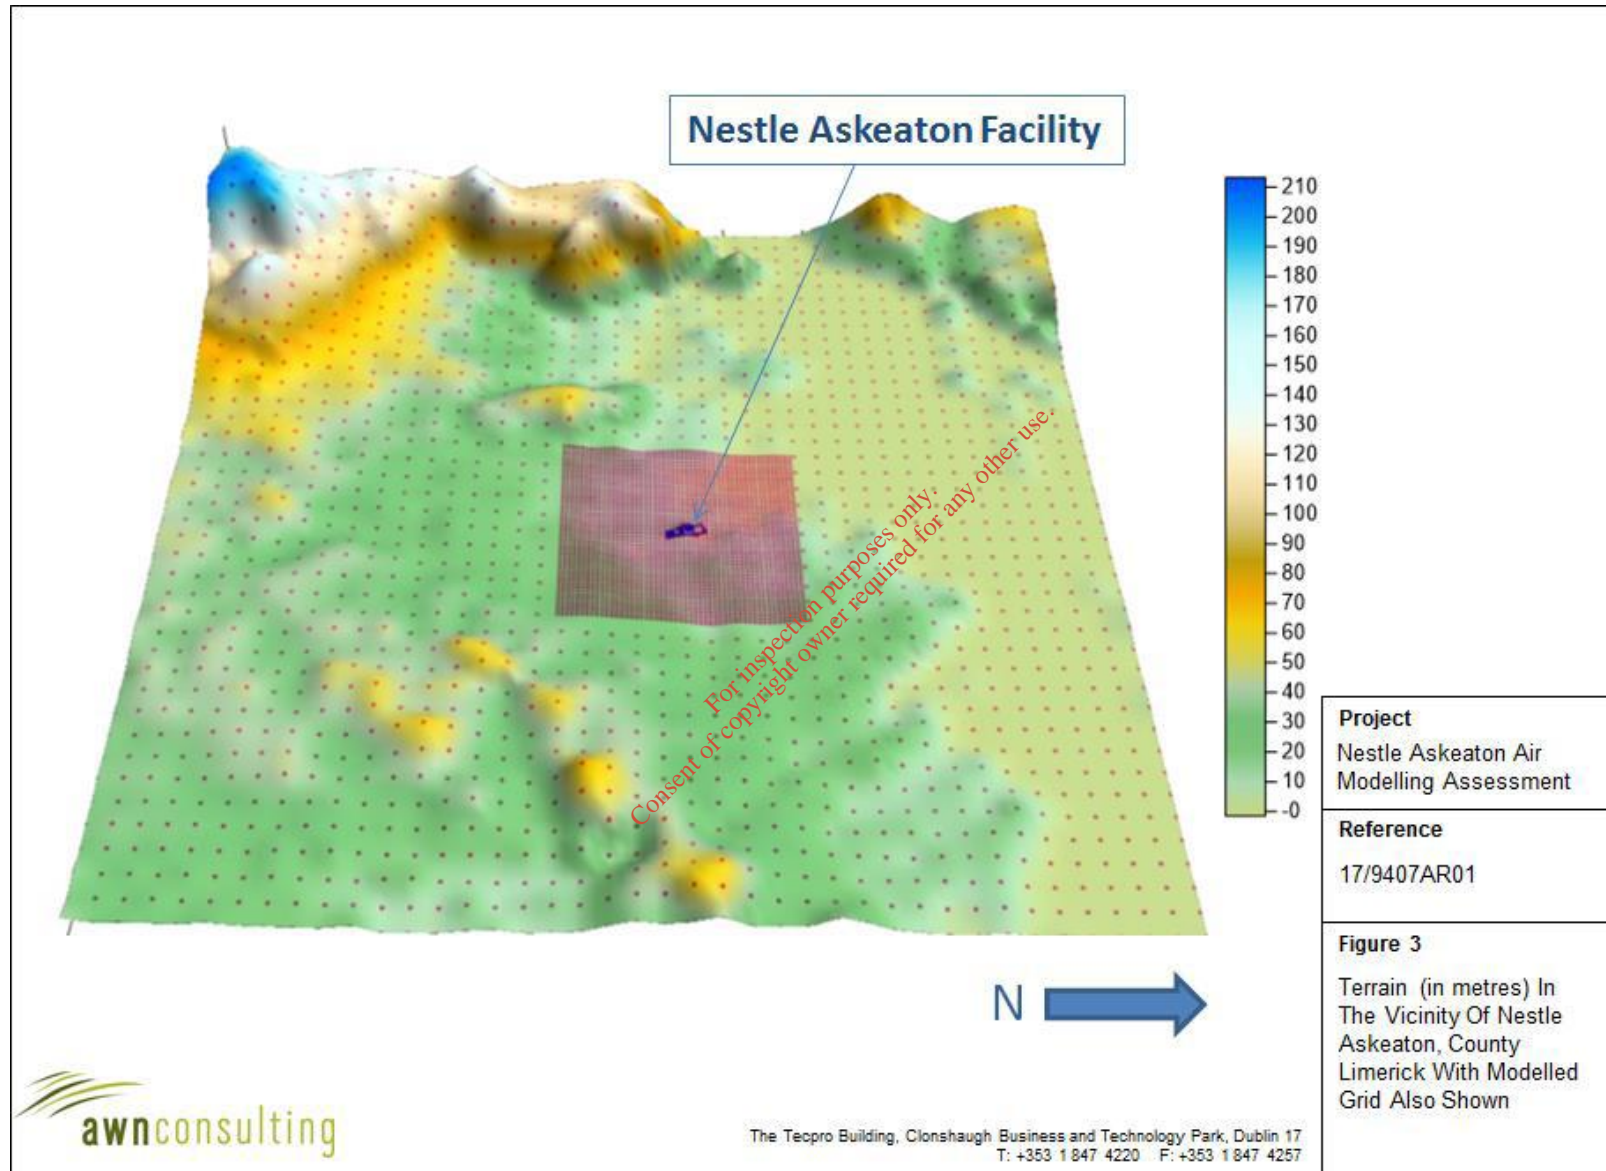 Nestle Askeaton Facility
210
200
190
180
170
160
150
140
130
120
110
100
90
80
70
60
50
40
30
20
10
-0
For inspection purposes only.
Consent of copyright owner required for any other use.
N
Project
Nestle Askeaton Air
Modelling Assessment
Reference
17/9407AR01
Figure 3
Terrain (in metres) In
The Vicinity Of Nestle
Askeaton, County
Limerick With Modelled
Grid Also Shown
awnconsulting
The Tecpro Building, Clonshaugh Business and Technology Park, Dublin 17
T: +353 1 847 4220 F: +353 1 847 4257